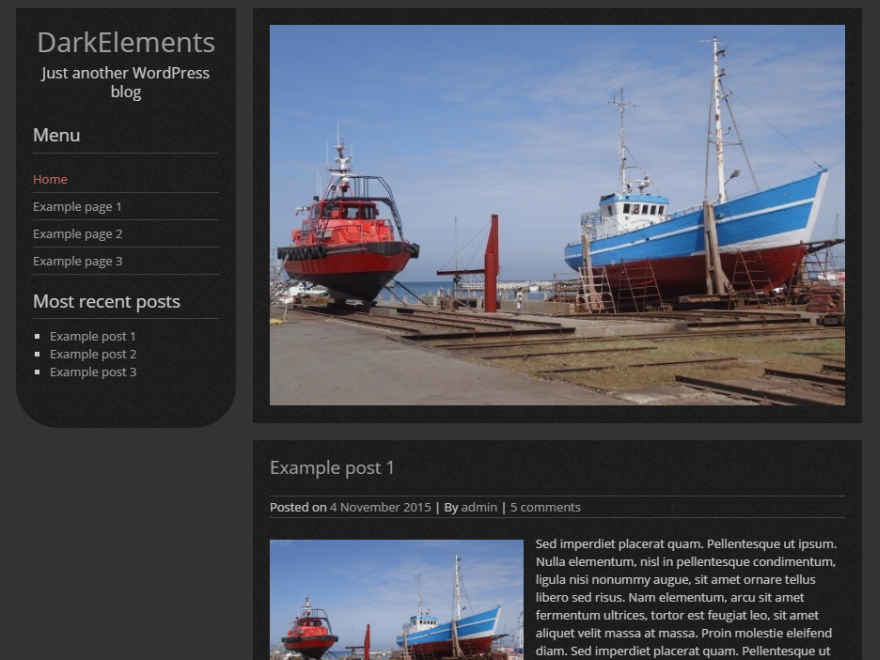 DarkElements
Just another WordPress
blog
Menu
Home
Example page 1
Example page 2
Example page 3
Most recent posts
Example post 1
Example post 2
Example post 3
Example post 1
Posted on 4 November 2015 | By admin | 5 comments
Sed imperdiet placerat quam. Pellentesque ut ipsum.
Nulla elementum, nisl in pellentesque condimentum,
ligula nisi nonummy augue, sit amet ornare tellus
libero sed risus. Nam elementum, arcu sit amet
fermentum ultrices, tortor est feugiat leo, sit amet
aliquet velit massa at massa. Proin molestie eleifend
diam. Sed imperdiet placerat quam. Pellentesque ut